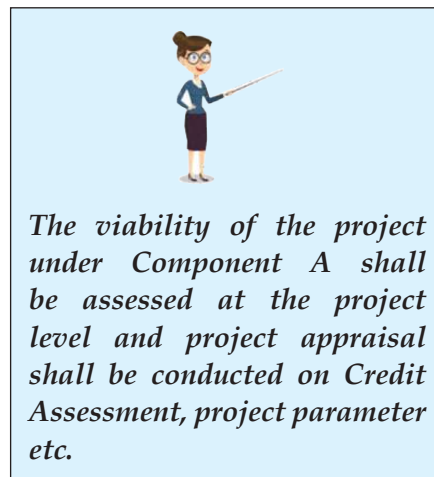 The viability of the project
under Component A shall
be assessed at the project
level and project appraisal
shall be conducted on Credit
Assessment, project parameter
etc.